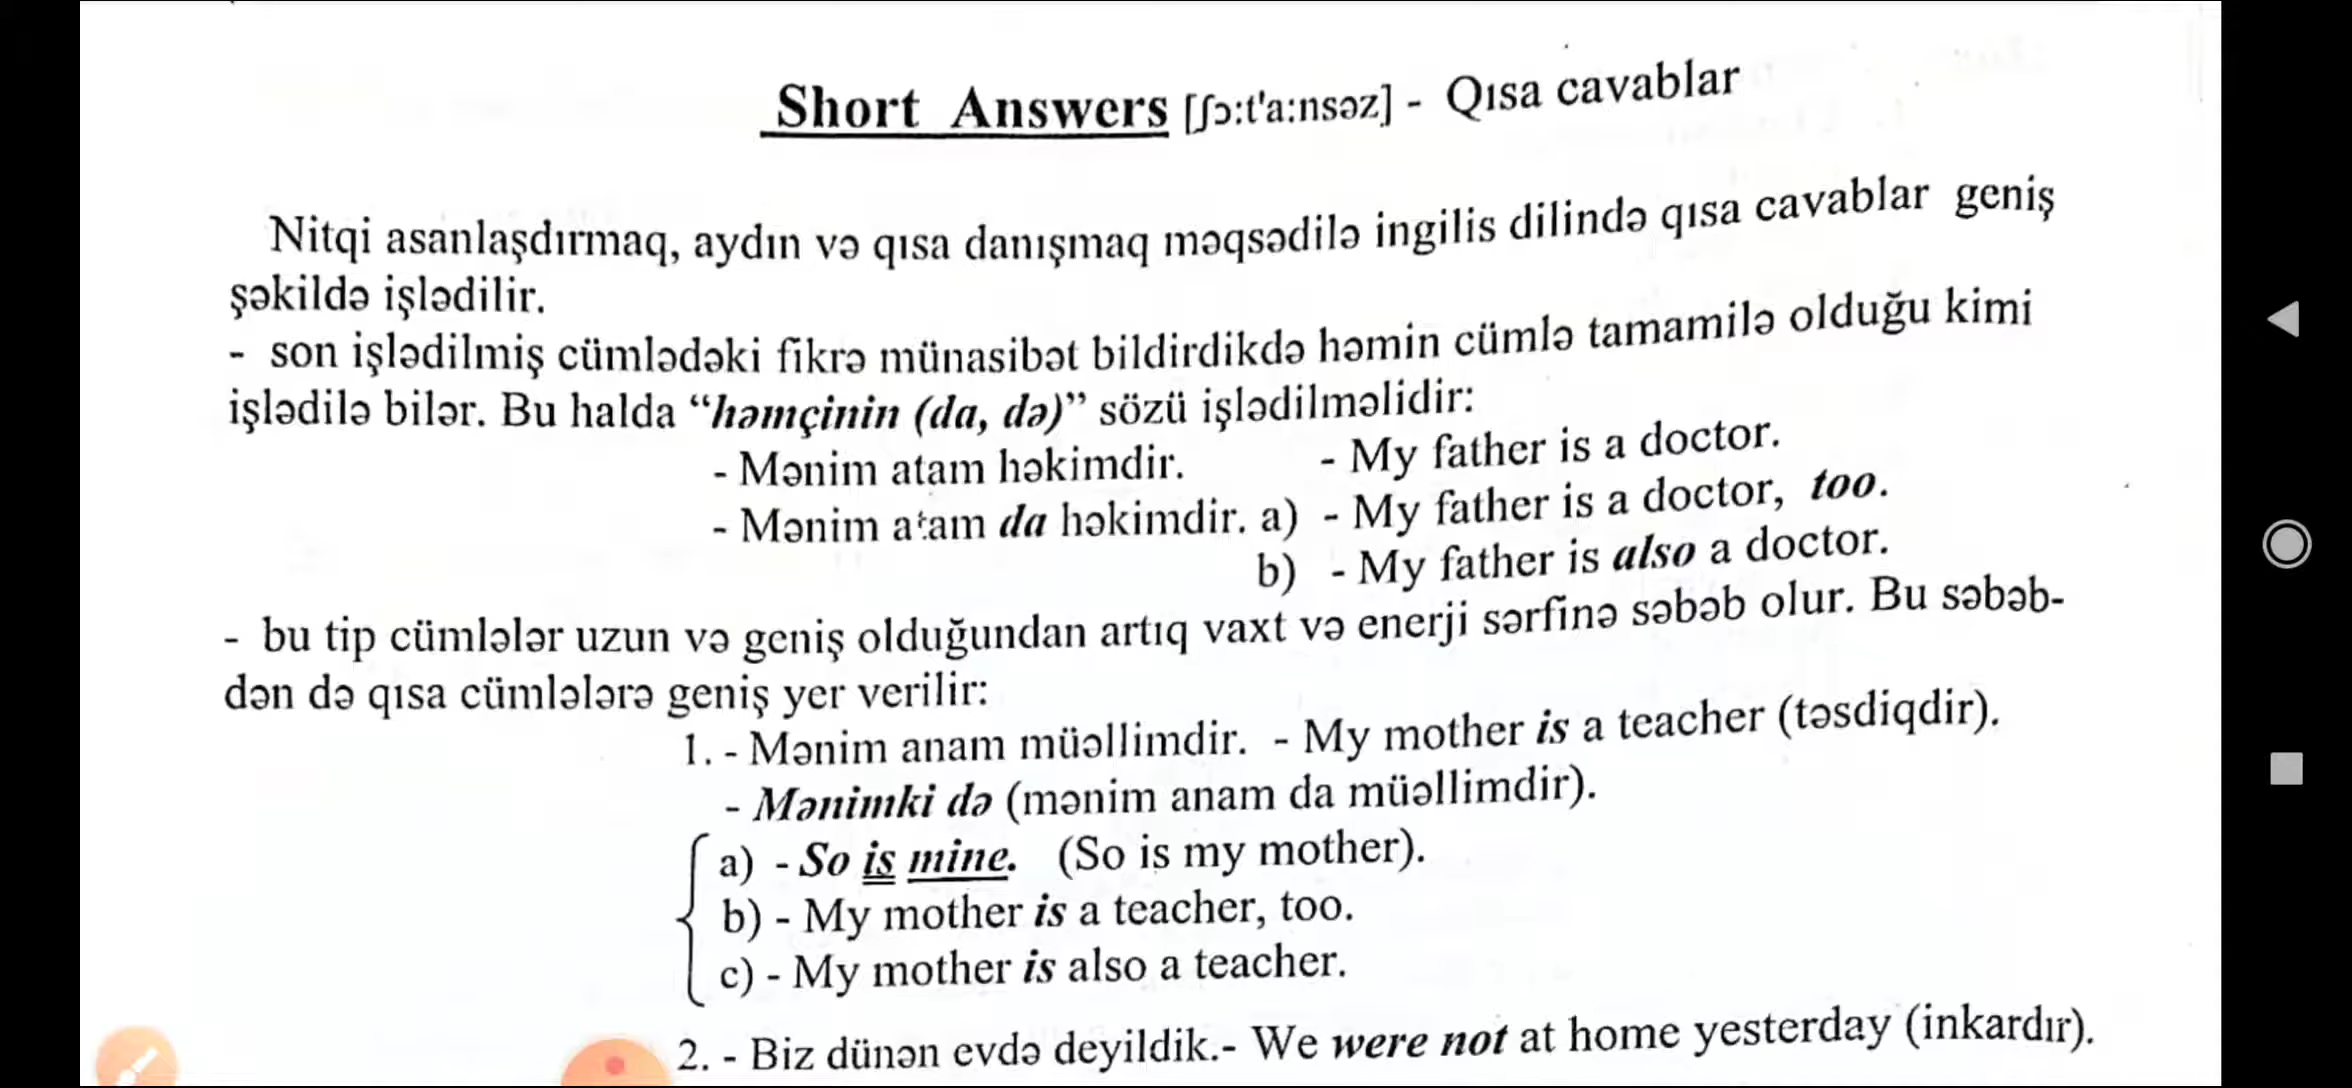 Short Answers [ʃɔ:t'a:nsəz] - Qısa cavablar
Nitqi asanlaşdırmaq, aydın və qısa danışmaq məqsədilə ingilis dilində qısa cavablar geniş
şəkildə işlədilir.
- son işlədilmiş cümlədəki fikrə münasibət bildirdikdə həmin cümlə tamamilə olduğu kimi
işlədilə bilər. Bu halda “həmçinin (da, də)” sözü işlədilməlidir:
- Mənim atam həkimdir. - My father is a doctor.
- Mənim atam da həkimdir. a) - My father is a doctor, too.
b) - My father is also a doctor.
- bu tip cümlələr uzun və geniş olduğundan artıq vaxt və enerji sərfinə səbəb olur. Bu səbəb-
dən də qısa cümlələrə geniş yer verilir:
1. - Mənim anam müəllimdir. - My mother is a teacher (təsdiqdir).
- Mənimki də (mənim anam da müəllimdir).
a) - So is mine. (So is my mother).
b) - My mother is a teacher, too.
c) - My mother is also a teacher.
2. - Biz dünən evdə deyildik.- We were not at home yesterday (inkardır).